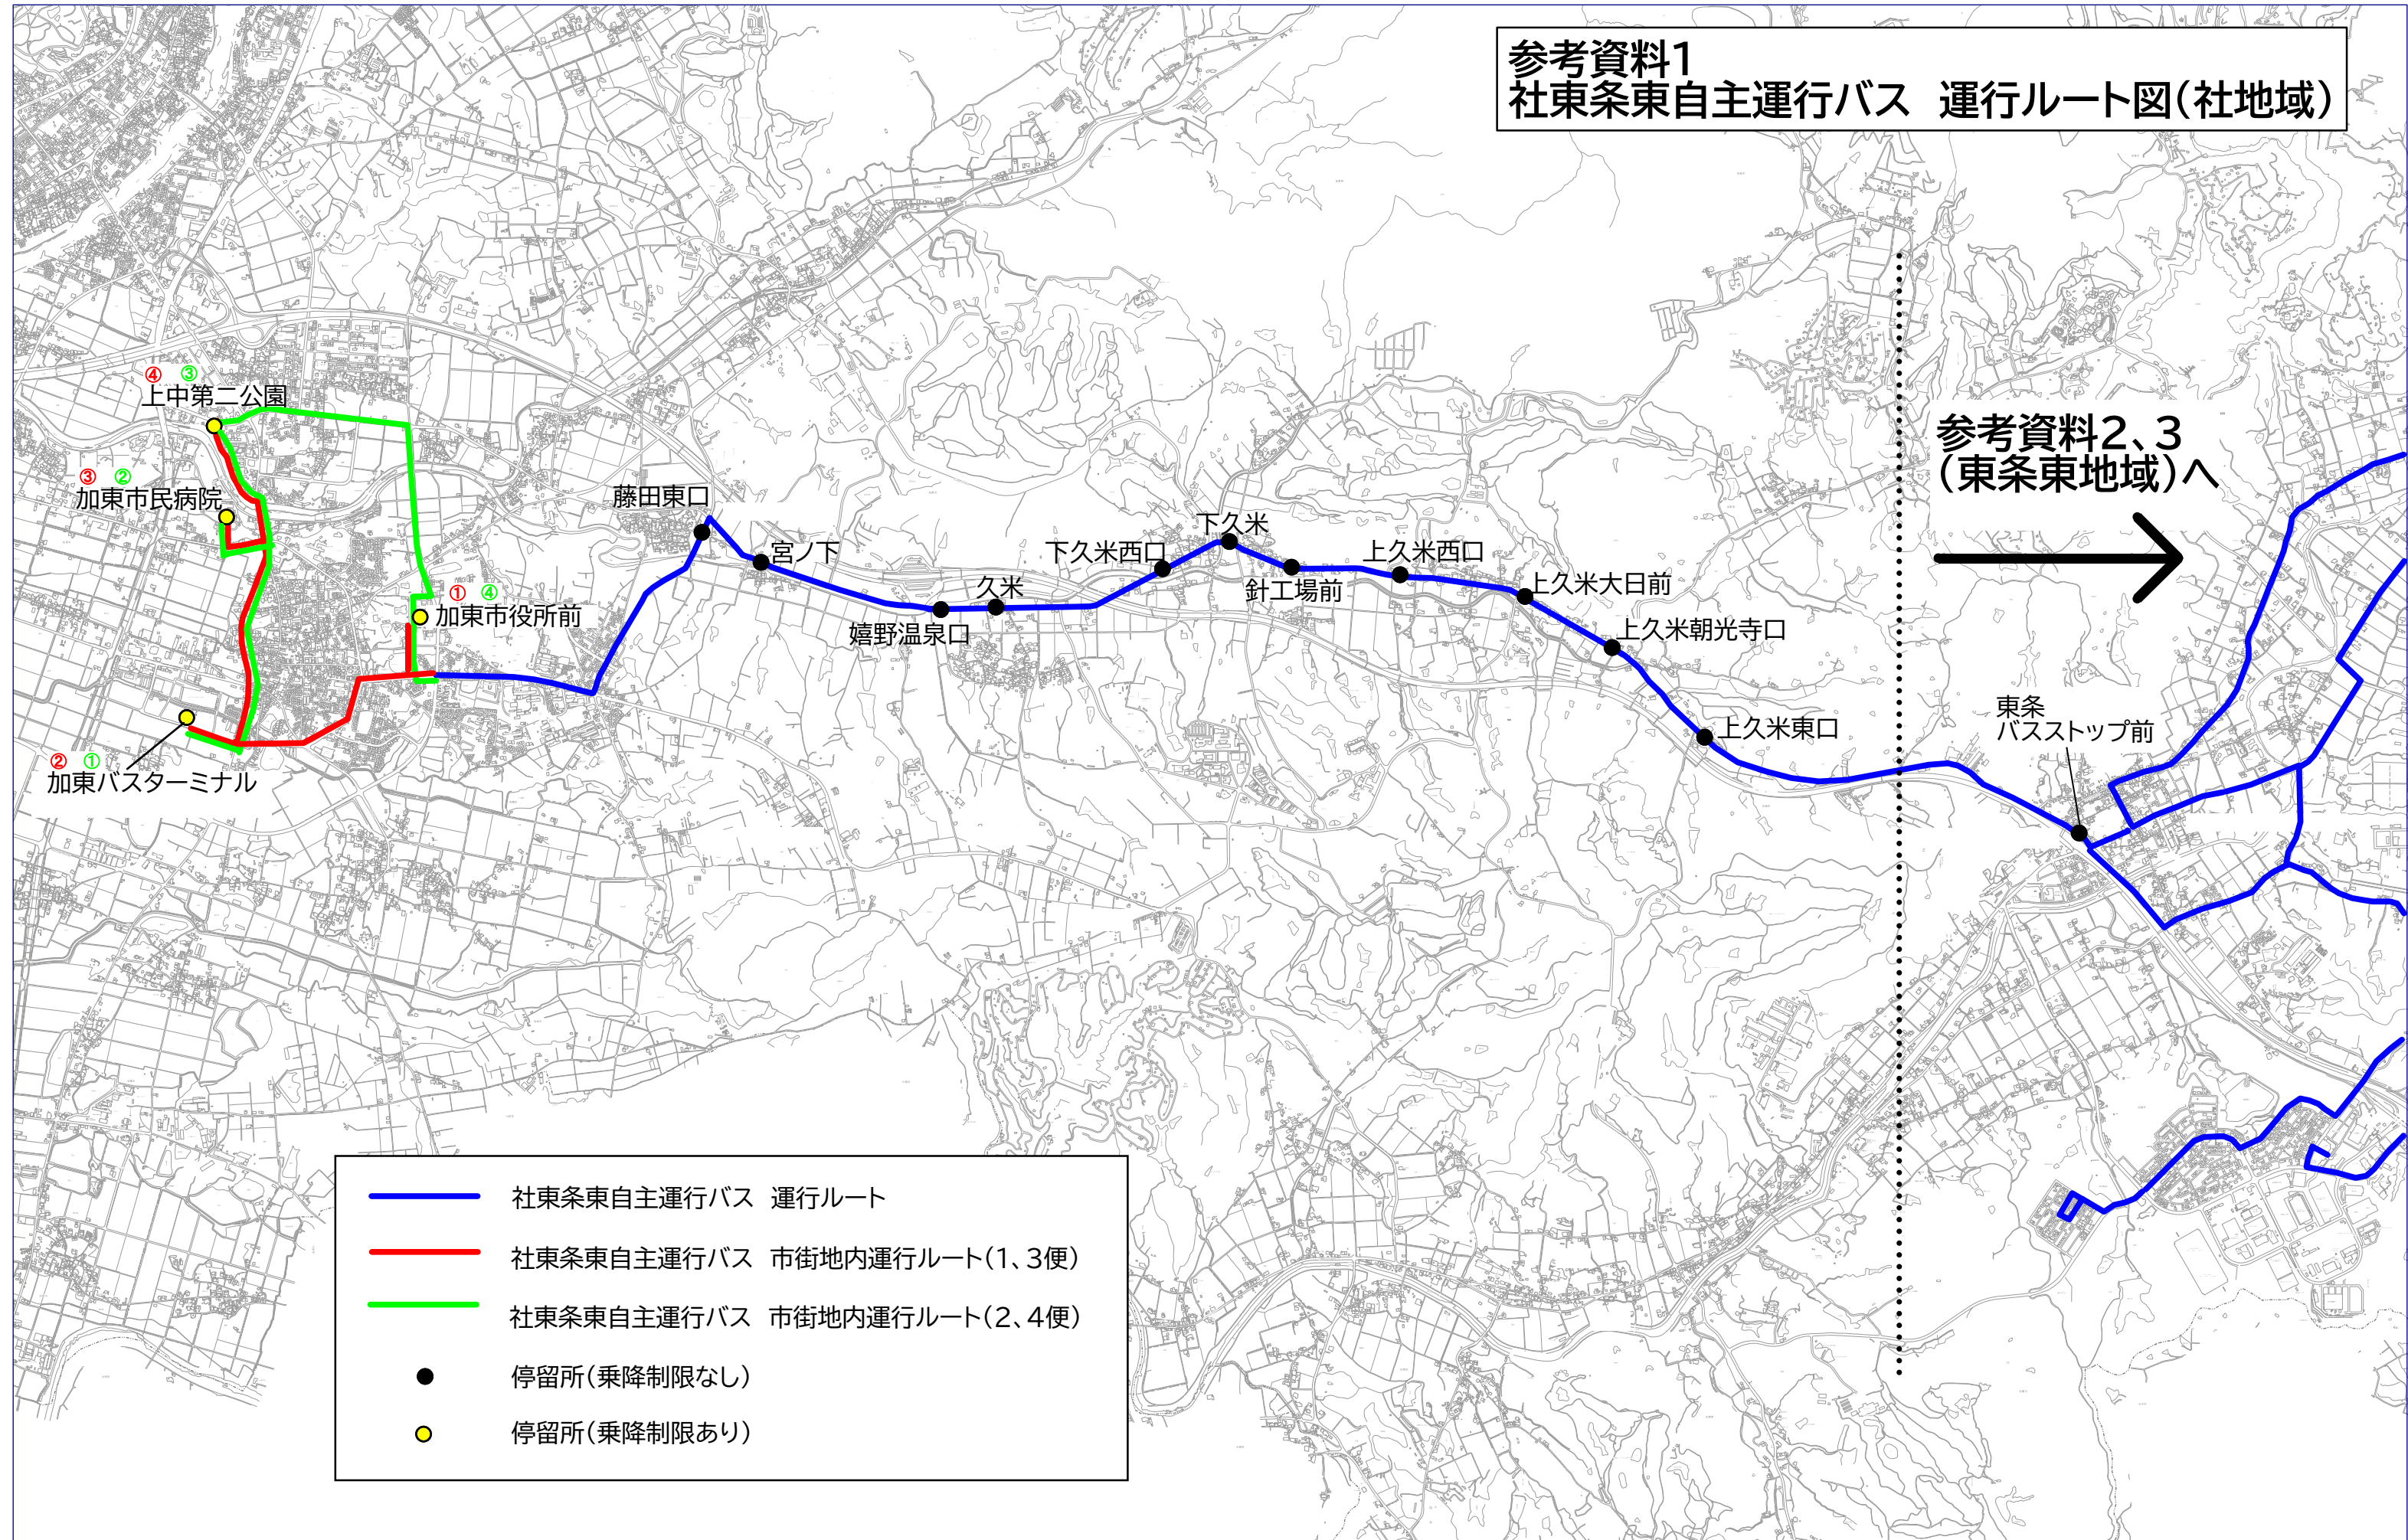 参考資料1
社東条東自主運行バス　運行ルート図(社地域)
④ ③
上中第二公園
③ ②
加東市民病院
① ④
加東市役所前
② ①
加東バスターミナル
藤田東口
宮ノ下
嬉野温泉口
久米
下久米西口
下久米
針工場前
上久米西口
上久米大日前
上久米朝光寺口
上久米東口
参考資料2、3
(東条東地域)へ
東条
バスストップ前
社東条東自主運行バス　運行ルート
社東条東自主運行バス　市街地内運行ルート(1、3便)
社東条東自主運行バス　市街地内運行ルート(2、4便)
停留所(乗降制限なし)
停留所(乗降制限あり)